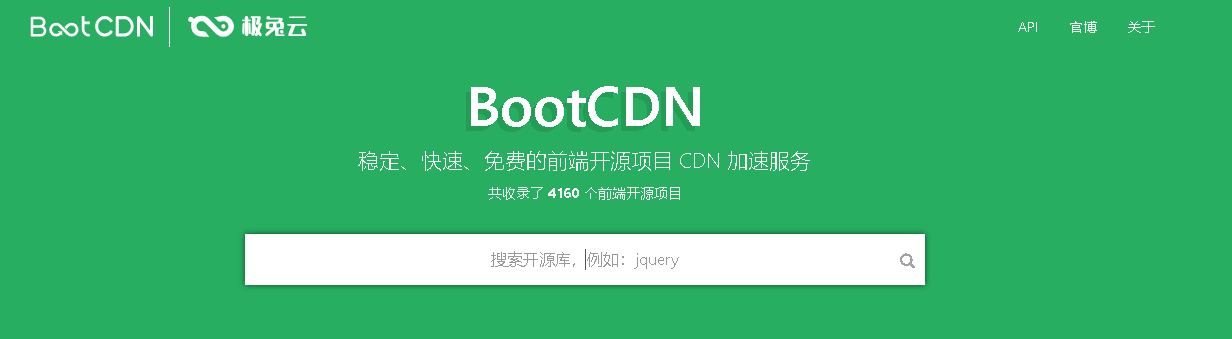 BootCDN 极兔云 API 官博 关于
BootCDN
稳定、快速、免费的前端开源项目 CDN 加速服务
共收录了 4160 个前端开源项目
搜索开源库，例如：jquery